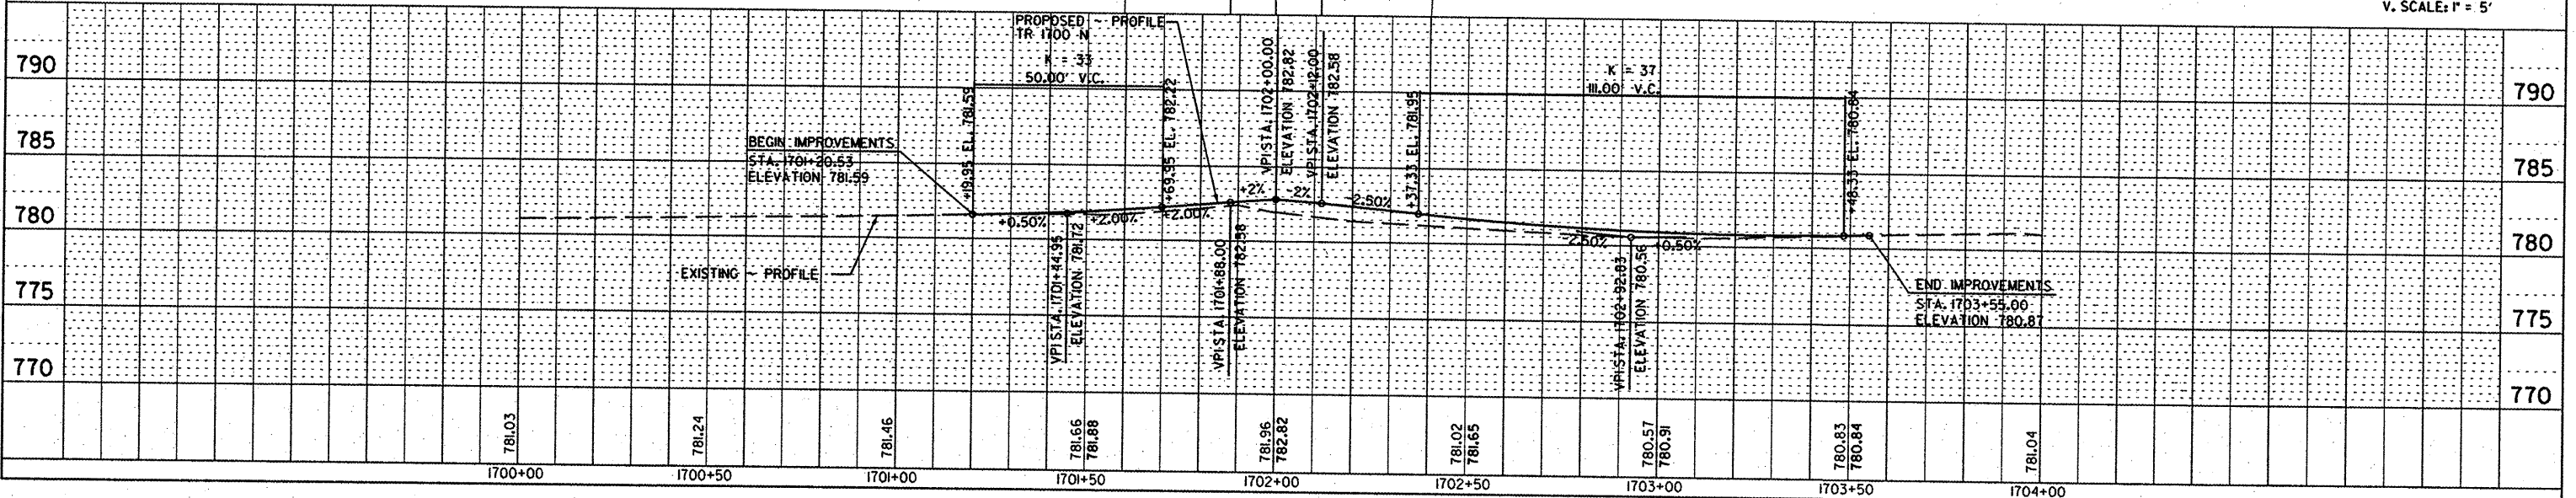 V. SCALE: 1" = 5'
PROPOSED ~ PROFILE
TR 1700 N
K = 33
50.00' V.C.
+19.95 EL. 781.59
+69.95 EL. 782.22
VPI STA. 1702+00.00
ELEVATION 782.82
VPI STA. 1702+12.00
ELEVATION 782.58
K = 37
111.00' V.C.
+37.33 EL. 781.95
+48.33 EL. 780.84
790
785
780
775
770
790
785
780
775
770
BEGIN IMPROVEMENTS
STA. 1701+20.53
ELEVATION 781.59
EXISTING ~ PROFILE
+0.50%
+2.00%
+2.00%
+2%
-2%
-2.50%
-2.50%
+0.50%
VPI STA. 1701+44.95
ELEVATION 781.72
VPI STA. 1701+88.00
ELEVATION 782.58
VPI STA. 1702+92.83
ELEVATION 780.56
END IMPROVEMENTS
STA. 1703+55.00
ELEVATION 780.87
781.03
781.24
781.46
781.66
781.88
781.96
782.82
781.02
781.65
780.57
780.91
780.83
780.84
781.04
1700+00
1700+50
1701+00
1701+50
1702+00
1702+50
1703+00
1703+50
1704+00